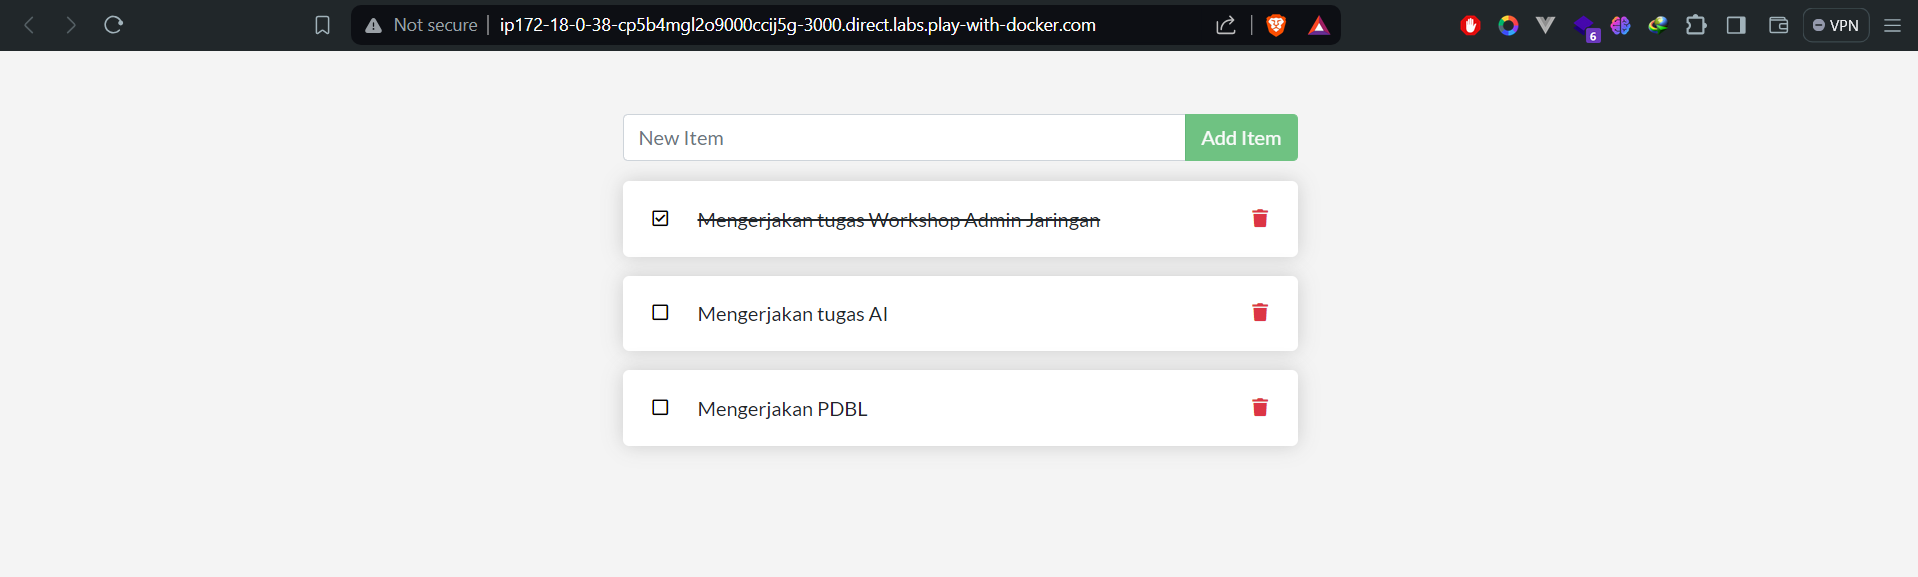 Not secure
ip172-18-0-38-cp5b4mgl2o9000ccij5g-3000.direct.labs.play-with-docker.com
6
VPN
New Item
Add Item
Mengerjakan tugas Workshop Admin Jaringan
Mengerjakan tugas AI
Mengerjakan PDBL